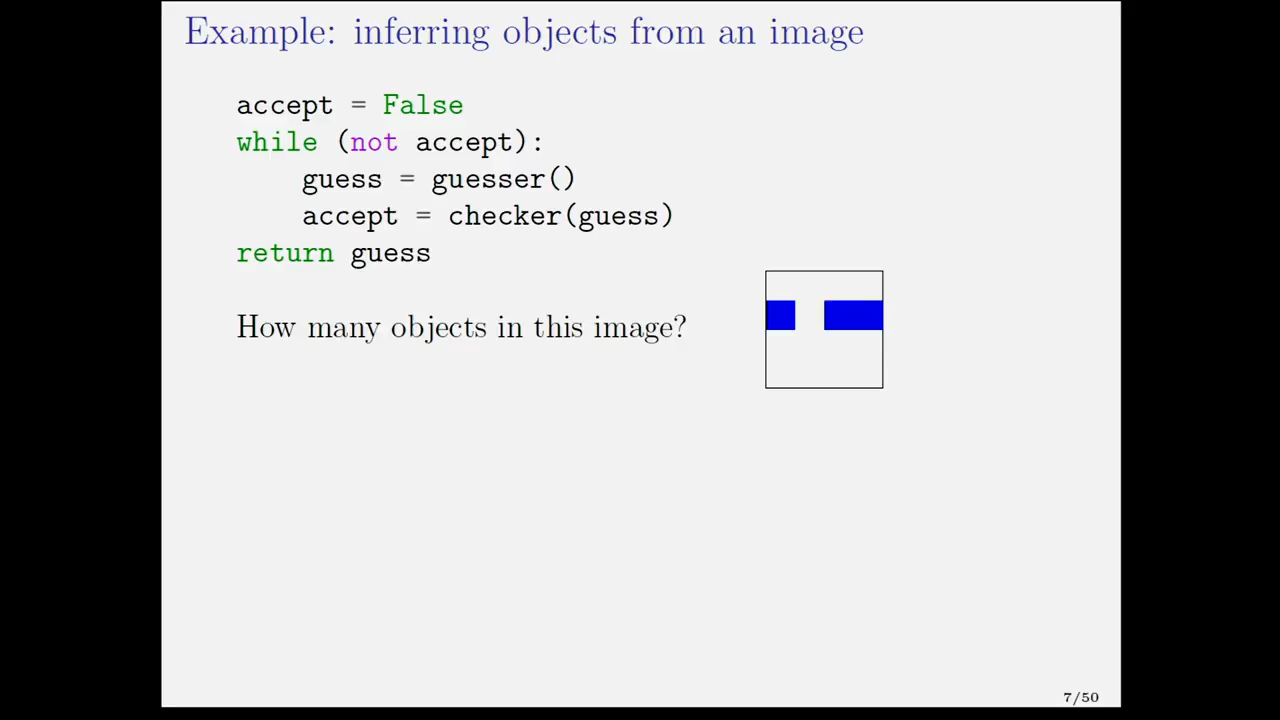 Example: inferring objects from an image
accept = False
while (not accept):
    guess = guesser()
    accept = checker(guess)
return guess
How many objects in this image?
7/50